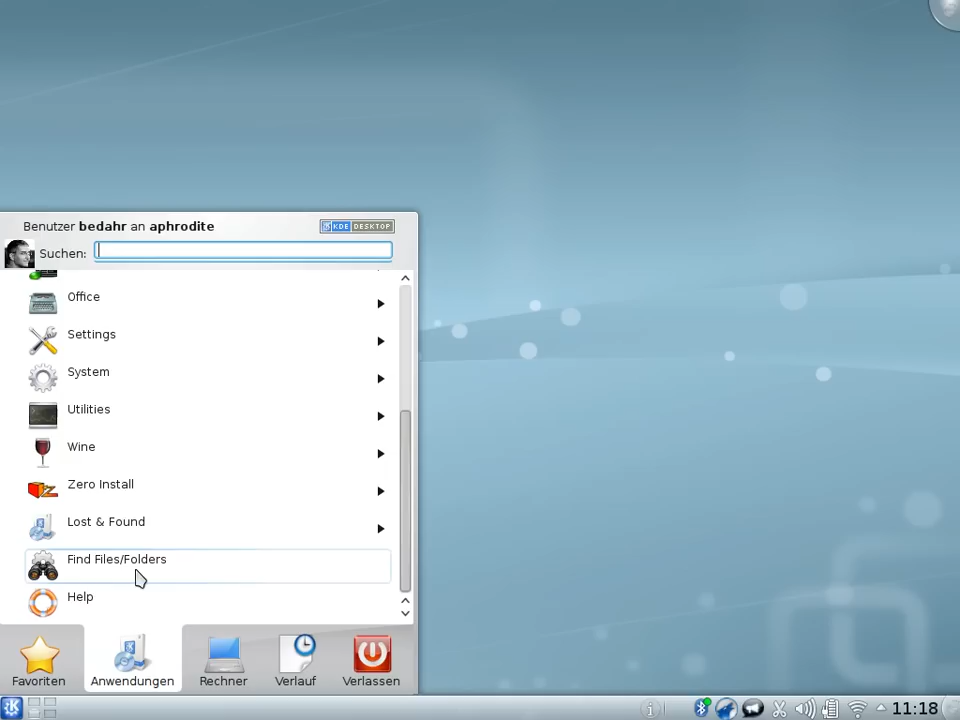 Benutzer bedahr an aphrodite
KDE DESKTOP
Suchen:
Office
Settings
System
Utilities
Wine
Zero Install
Lost & Found
Find Files/Folders
Help
Favoriten
Anwendungen
Rechner
Verlauf
Verlassen
11:18